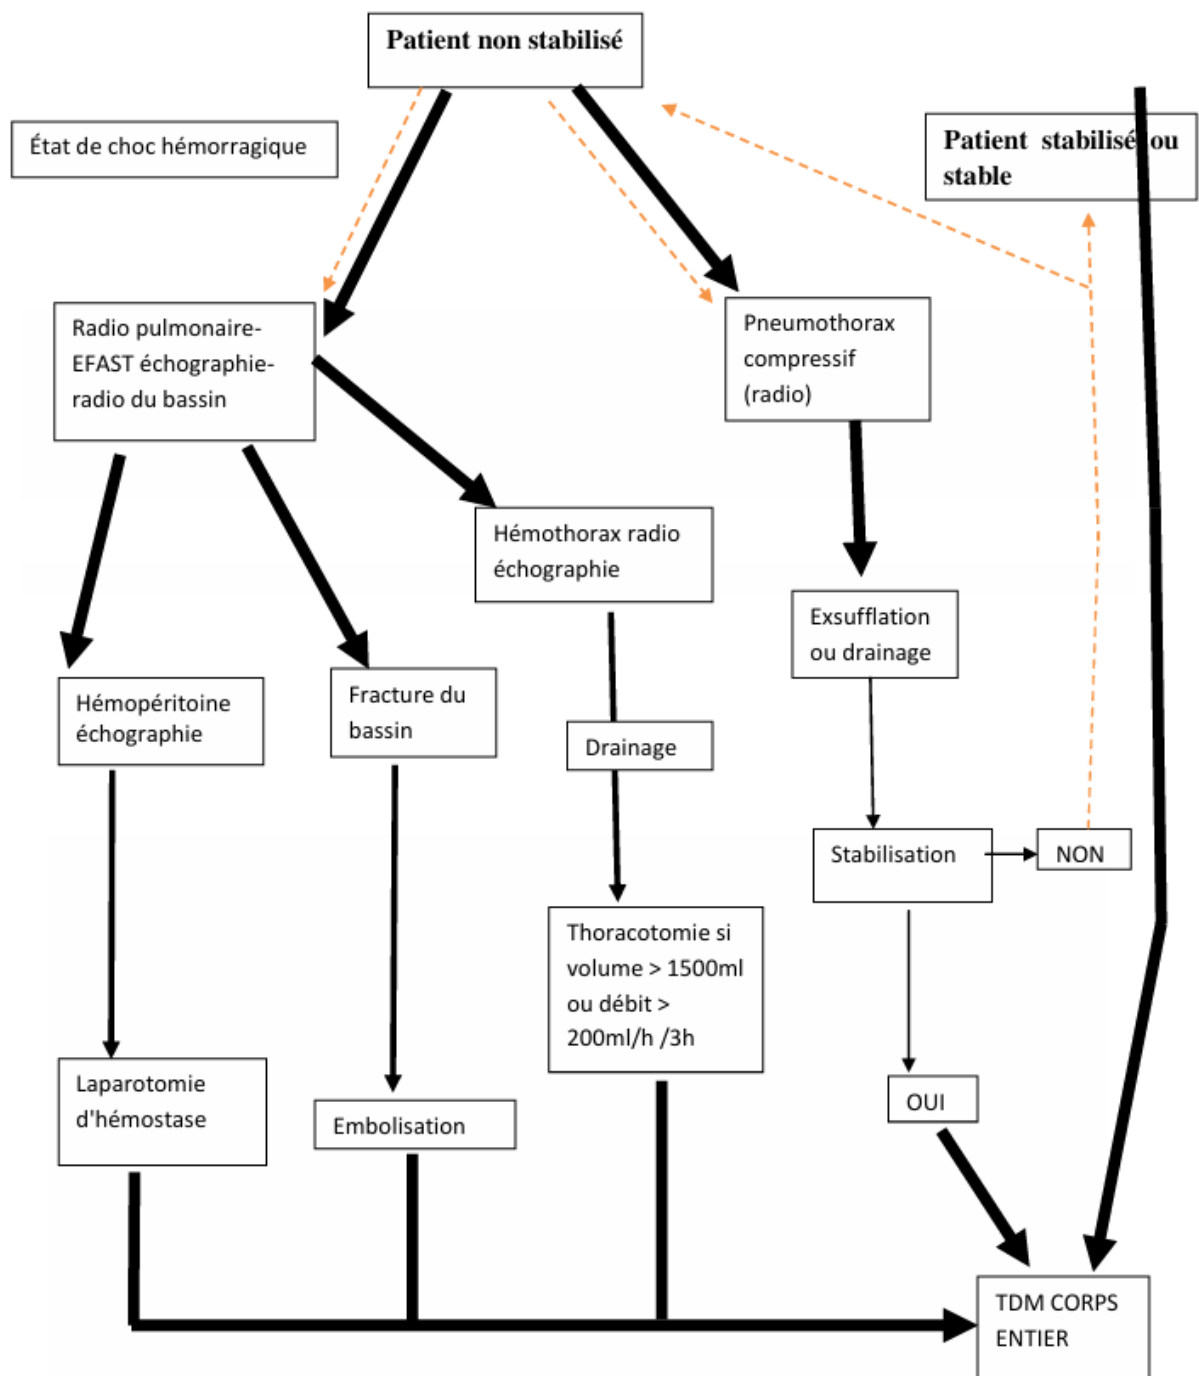 Patient non stabilisé
État de choc hémorragique
Patient stabilisé ou
stable
Radio pulmonaire-
EFAST échographie-
radio du bassin
Pneumothorax
compressif
(radio)
Hémothorax radio
échographie
Exsufflation
ou drainage
Hémopéritoine
échographie
Fracture du
bassin
Drainage
Stabilisation
NON
Thoracotomie si
volume > 1500ml
ou débit >
200ml/h /3h
Laparotomie
d'hémostase
Embolisation
OUI
TDM CORPS
ENTIER